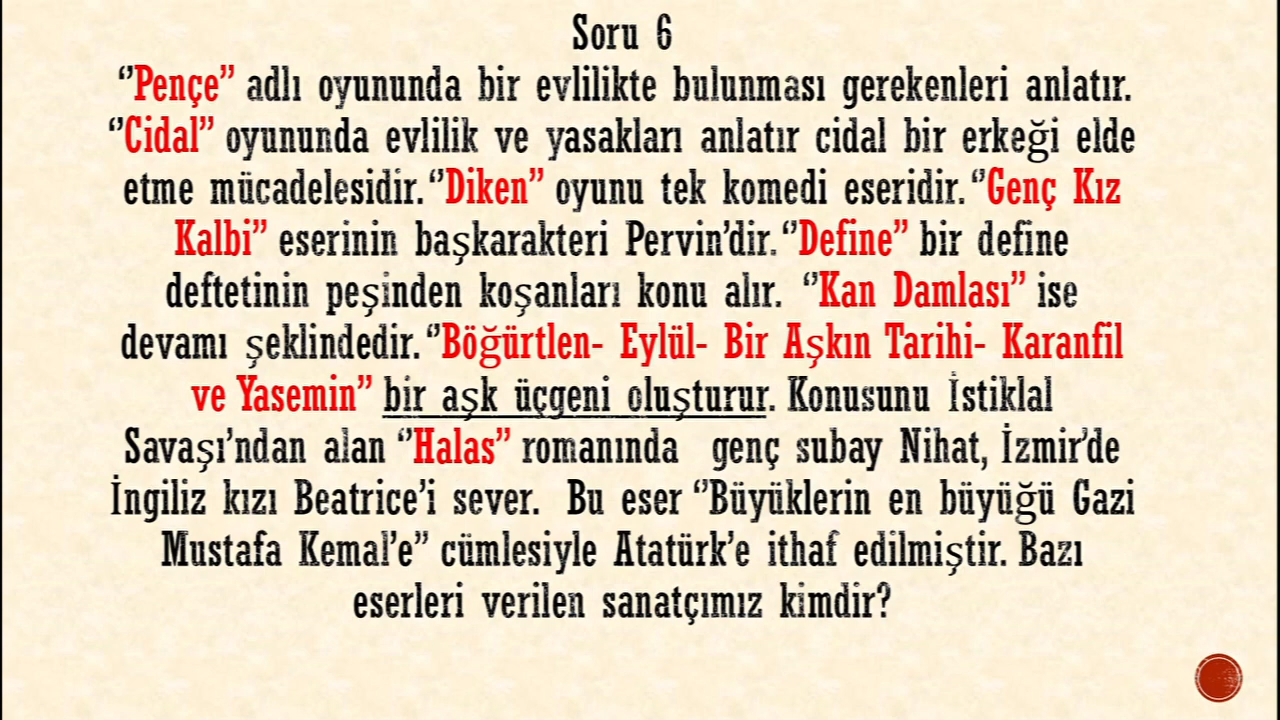 Soru 6
‘’Pençe’’ adlı oyununda bir evlilikte bulunması gerekenleri anlatır.
‘’Cidal’’ oyununda evlilik ve yasakları anlatır cidal bir erkeği elde
etme mücadelesidir.‘’Diken’’ oyunu tek komedi eseridir.‘’Genç Kız
Kalbi’’ eserinin başkarakteri Pervin’dir.‘’Define’’ bir define
deftetinin peşinden koşanları konu alır. ‘’Kan Damlası’’ ise
devamı şeklindedir.‘’Böğürtlen- Eylül- Bir Aşkın Tarihi- Karanfil
ve Yasemin’’ bir aşk üçgeni oluşturur. Konusunu İstiklal
Savaşı’ndan alan ‘’Halas’’ romanında genç subay Nihat, İzmir’de
İngiliz kızı Beatrice’i sever. Bu eser ‘’Büyüklerin en büyüğü Gazi
Mustafa Kemal’e’’ cümlesiyle Atatürk’e ithaf edilmiştir. Bazı
eserleri verilen sanatçımız kimdir?